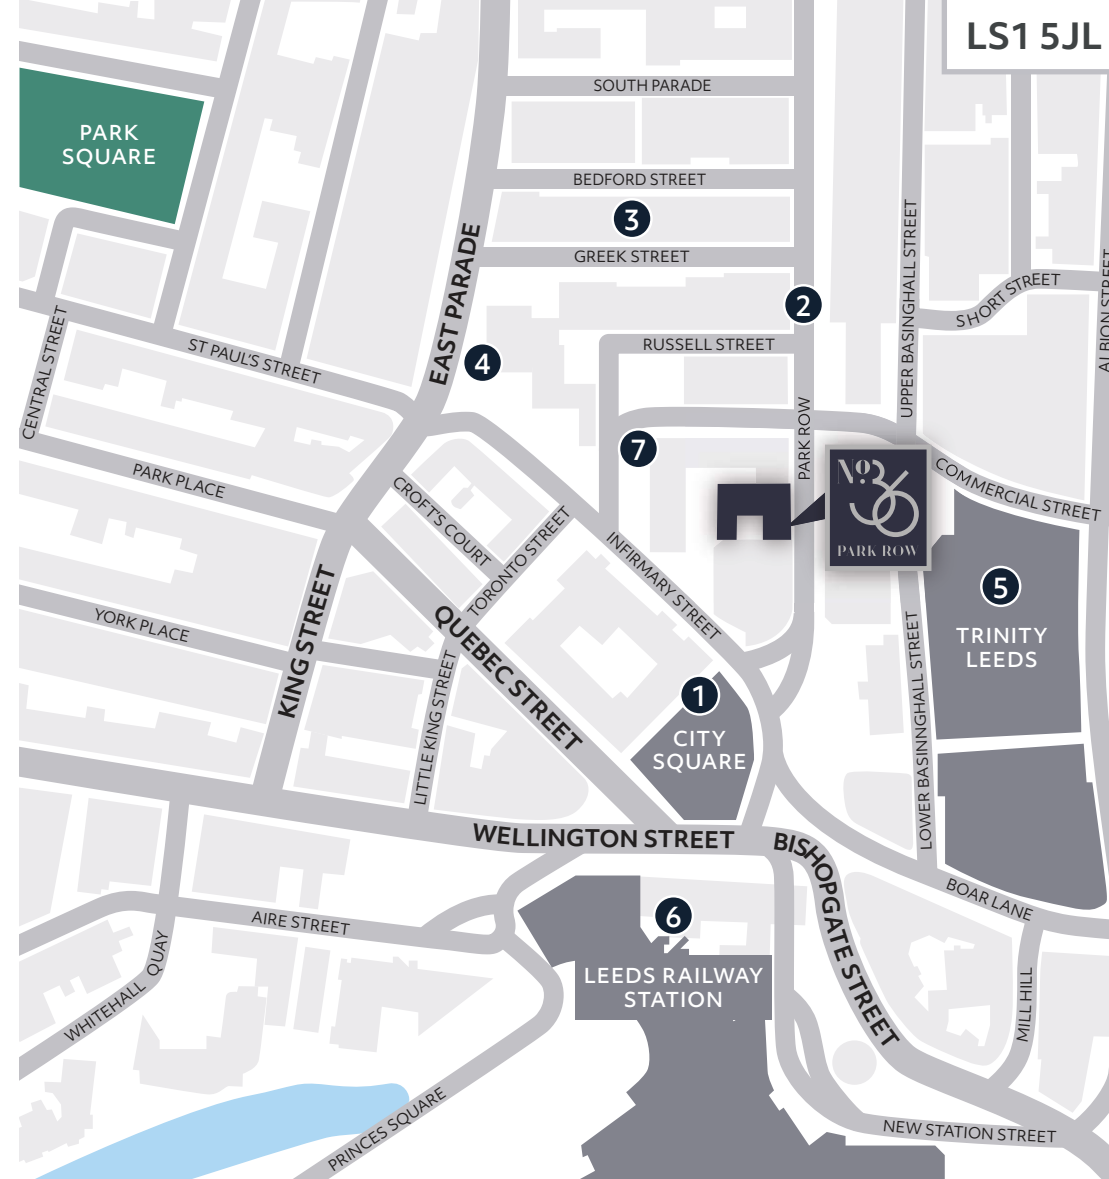 LS1 5JL
SOUTH PARADE
PARK
SQUARE
BEDFORD STREET
3
GREEK STREET
EAST PARADE
UPPER BASINGHALL STREET
SHORT STREET
ALBION STREET
2
CENTRAL STREET
ST PAUL'S STREET
RUSSELL STREET
4
PARK ROW
7
COMMERCIAL STREET
PARK PLACE
CROFT'S COURT
Nº36
PARK ROW
TORONTO STREET
INFIRMARY STREET
5
TRINITY
LEEDS
YORK PLACE
KING STREET
QUEBEC STREET
LITTLE KING STREET
1
CITY
SQUARE
LOWER BASINNGHALL STREET
WELLINGTON STREET
BISHOPGATE STREET
BOAR LANE
AIRE STREET
6
WHITEHALL QUAY
LEEDS RAILWAY
STATION
MILL HILL
PRINCES SQUARE
NEW STATION STREET